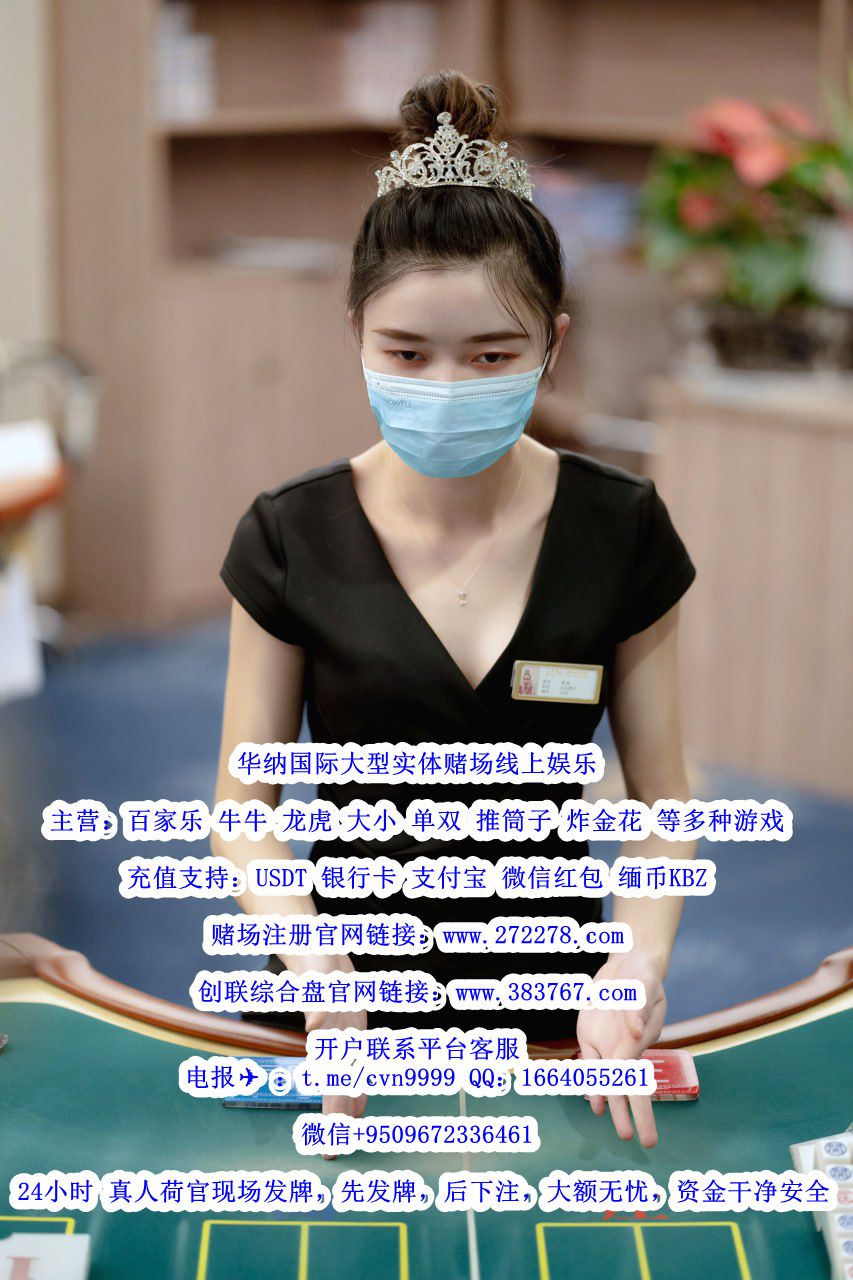 华纳国际大型实体赌场线上娱乐
主营：百家乐 牛牛 龙虎 大小 单双 推筒子 炸金花 等多种游戏
充值支持：USDT 银行卡 支付宝 微信红包 缅币KBZ
赌场注册官网链接：www.272278.com
创联综合盘官网链接：www.383767.com
开户联系平台客服
电报✈：t.me/cvn9999 QQ：1664055261
微信+9509672336461
24小时 真人荷官现场发牌，先发牌，后下注，大额无忧，资金干净安全